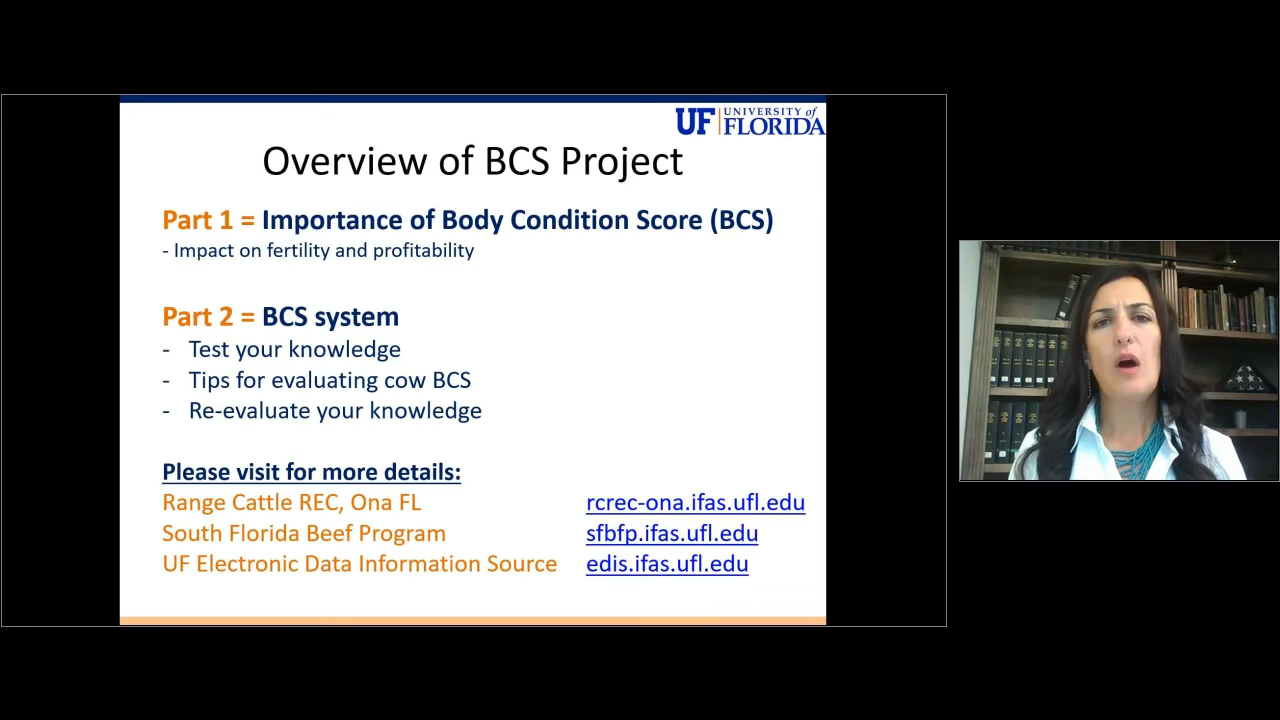 UF UNIVERSITY of FLORIDA
Overview of BCS Project
Part 1 = Importance of Body Condition Score (BCS)
- Impact on fertility and profitability
Part 2 = BCS system
- Test your knowledge
- Tips for evaluating cow BCS
- Re-evaluate your knowledge
Please visit for more details:
Range Cattle REC, Ona FL rcrec-ona.ifas.ufl.edu
South Florida Beef Program sfbfp.ifas.ufl.edu
UF Electronic Data Information Source edis.ifas.ufl.edu